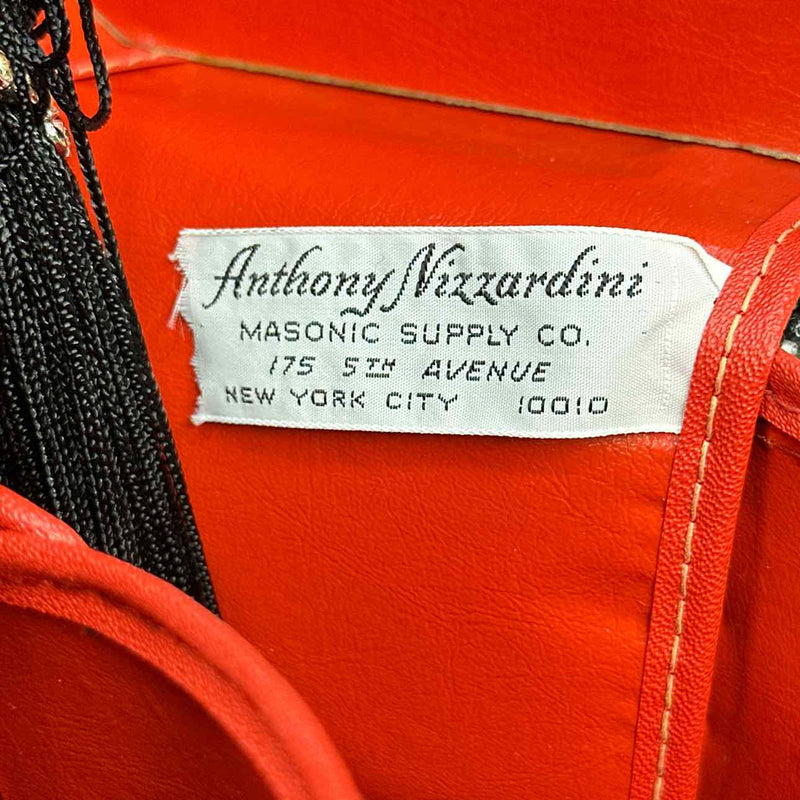 Anthony Nizzardini
MASONIC SUPPLY CO.
175 5TH AVENUE
NEW YORK CITY 10010